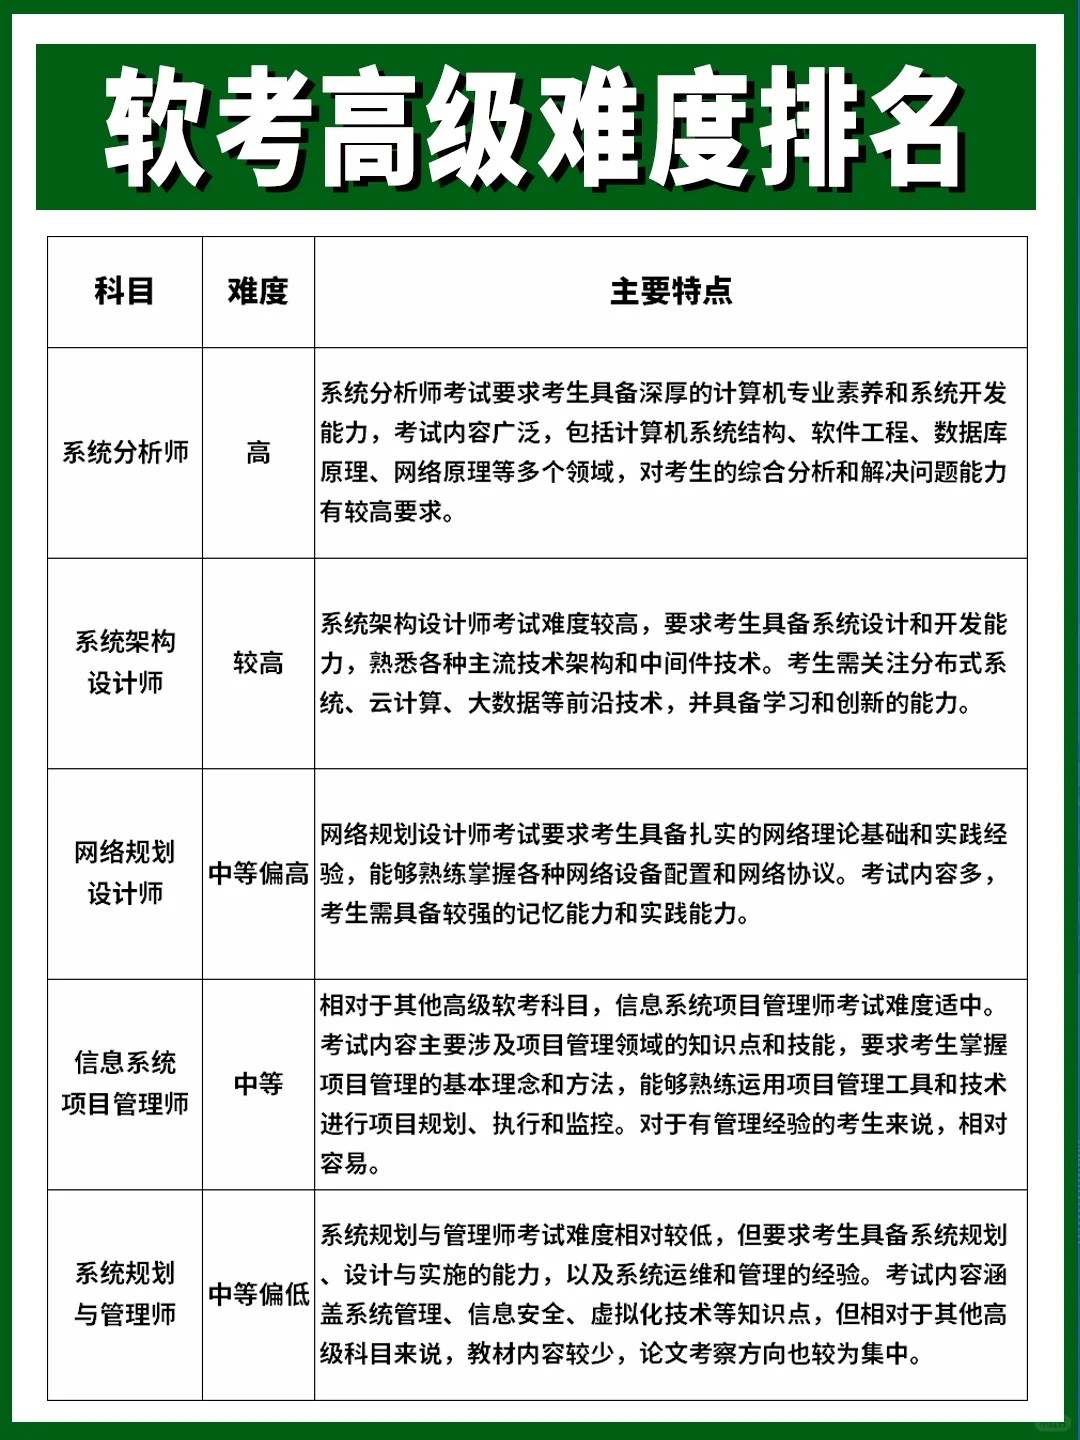 软考高级难度排名
科目
难度
主要特点
系统分析师
高
系统分析师考试要求考生具备深厚的计算机专业素养和系统开发
能力，考试内容广泛，包括计算机系统结构、软件工程、数据库
原理、网络原理等多个领域，对考生的综合分析和解决问题能力
有较高要求。
系统架构
设计师
较高
系统架构设计师考试难度较高，要求考生具备系统设计和开发能
力，熟悉各种主流技术架构和中间件技术。考生需关注分布式系
统、云计算、大数据等前沿技术，并具备学习和创新的能力。
网络规划
设计师
中等偏高
网络规划设计师考试要求考生具备扎实的网络理论基础和实践经
验，能够熟练掌握各种网络设备配置和网络协议。考试内容多，
考生需具备较强的记忆能力和实践能力。
信息系统
项目管理师
中等
相对于其他高级软考科目，信息系统项目管理师考试难度适中。
考试内容主要涉及项目管理领域的知识点和技能，要求考生掌握
项目管理的基本理念和方法，能够熟练运用项目管理工具和技术
进行项目规划、执行和监控。对于有管理经验的考生来说，相对
容易。
系统规划
与管理师
中等偏低
系统规划与管理师考试难度相对较低，但要求考生具备系统规划
、设计与实施的能力，以及系统运维和管理的经验。考试内容涵
盖系统管理、信息安全、虚拟化技术等知识点，但相对于其他高
级科目来说，教材内容较少，论文考察方向也较为集中。